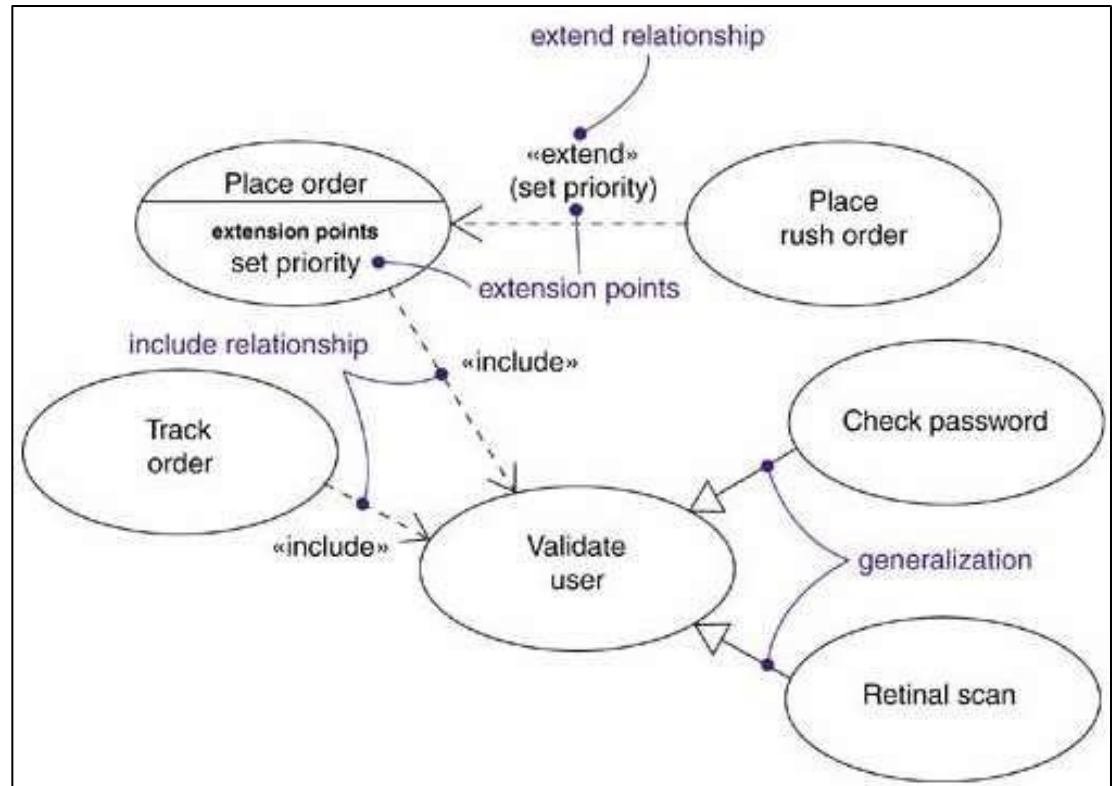 extend relationship
«extend»
(set priority)
Place order
extension points
set priority
Place
rush order
extension points
include relationship
«include»
Track
order
«include»
Check password
Validate
user
generalization
Retinal scan